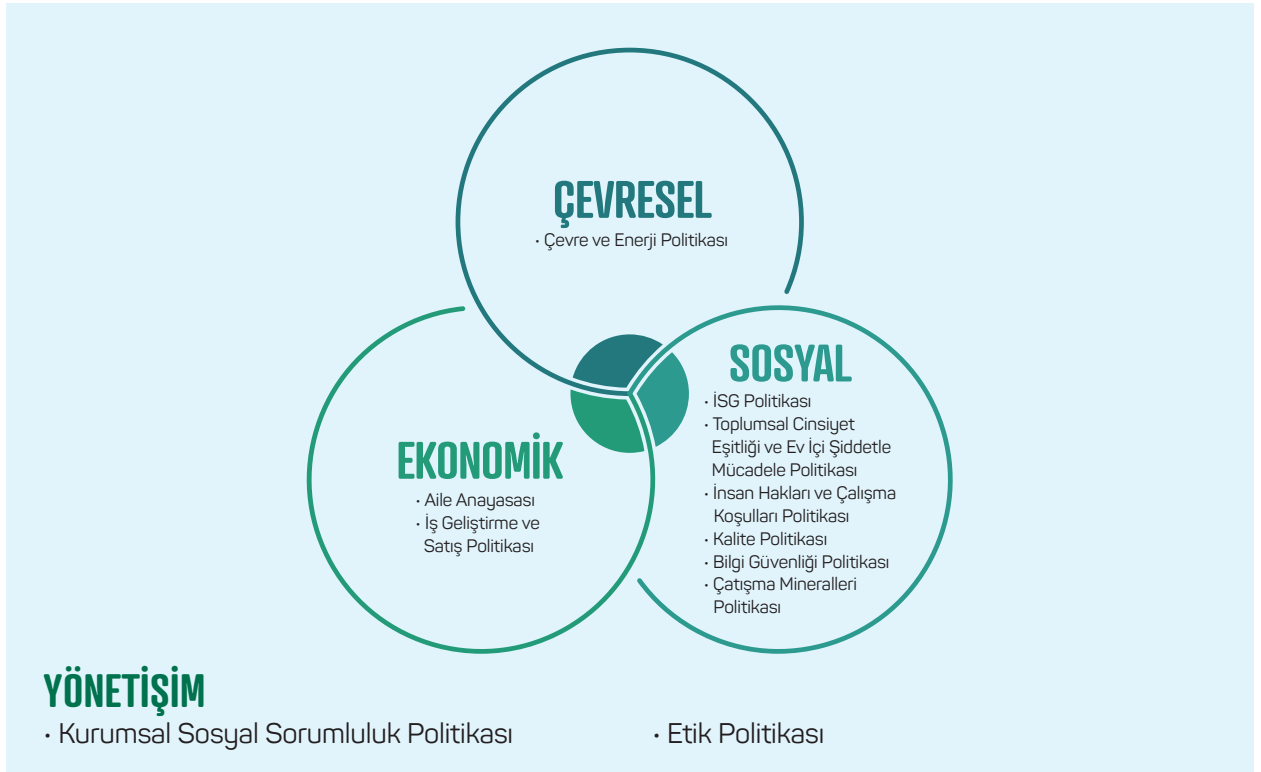 ÇEVRESEL
· Çevre ve Enerji Politikası
SOSYAL
· İSG Politikası
· Toplumsal Cinsiyet
Eşitliği ve Ev İçi Şiddetle
Mücadele Politikası
· İnsan Hakları ve Çalışma
Koşulları Politikası
· Kalite Politikası
· Bilgi Güvenliği Politikası
· Çatışma Mineralleri
Politikası
EKONOMİK
· Aile Anayasası
· İş Geliştirme ve
Satış Politikası
YÖNETİŞİM
· Kurumsal Sosyal Sorumluluk Politikası
· Etik Politikası